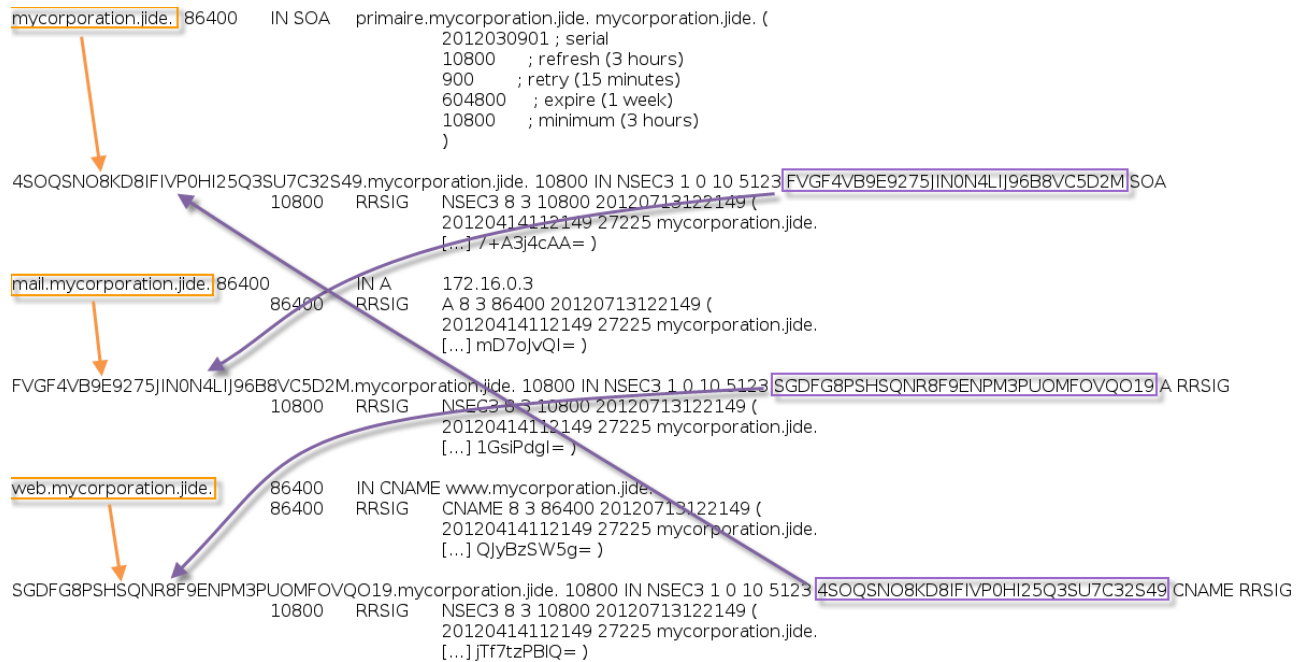 mycorporation.jide. 86400 IN SOA primaire.mycorporation.jide. mycorporation.jide. (
2012030901 ; serial
10800 ; refresh (3 hours)
900 ; retry (15 minutes)
604800 ; expire (1 week)
10800 ; minimum (3 hours)
)
4SOQSNO8KD8IFIVP0HI25Q3SU7C32S49.mycorporation.jide. 10800 IN NSEC3 1 0 10 5123 FVGF4VB9E9275JIN0N4LIJ96B8VC5D2M SOA
10800 RRSIG NSEC3 8 3 10800 20120713122149 (
20120414112149 27225 mycorporation.jide.
[...] 7+A3j4cAA= )
mail.mycorporation.jide. 86400 IN A 172.16.0.3
86400 RRSIG A 8 3 86400 20120713122149 (
20120414112149 27225 mycorporation.jide.
[...] mD7oJvQI= )
FVGF4VB9E9275JIN0N4LIJ96B8VC5D2M.mycorporation.jide. 10800 IN NSEC3 1 0 10 5123 SGDFG8PSHSQNR8F9ENPM3PUOMFOVQO19 A RRSIG
10800 RRSIG NSEC3 8 3 10800 20120713122149 (
20120414112149 27225 mycorporation.jide.
[...] 1GsiPdgI= )
web.mycorporation.jide. 86400 IN CNAME www.mycorporation.jide.
86400 RRSIG CNAME 8 3 86400 20120713122149 (
20120414112149 27225 mycorporation.jide.
[...] QJyBzSW5g= )
SGDFG8PSHSQNR8F9ENPM3PUOMFOVQO19.mycorporation.jide. 10800 IN NSEC3 1 0 10 5123 4SOQSNO8KD8IFIVP0HI25Q3SU7C32S49 CNAME RRSIG
10800 RRSIG NSEC3 8 3 10800 20120713122149 (
20120414112149 27225 mycorporation.jide.
[...] jTf7tzPBIQ= )